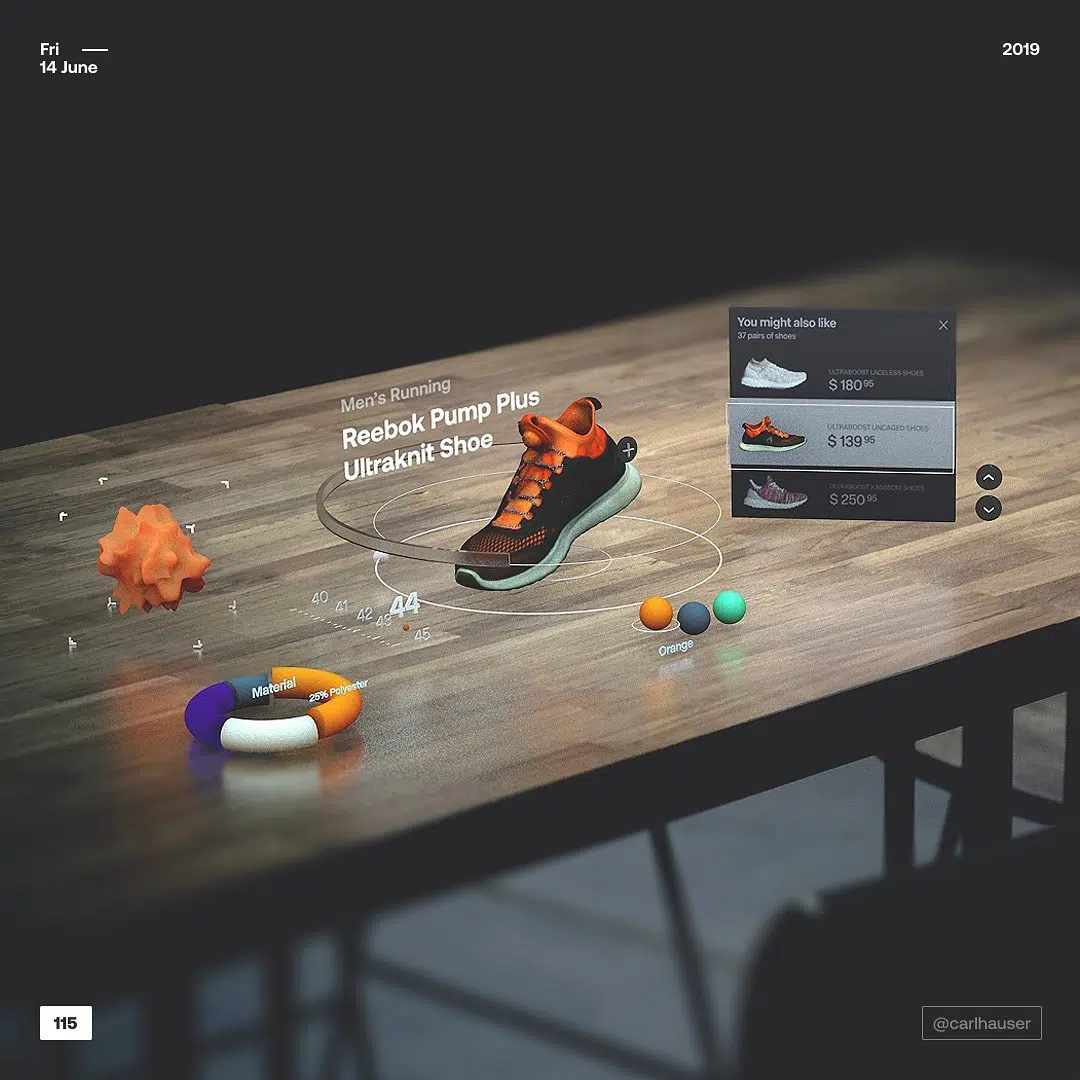 Fri
14 June
2019
You might also like
37 pairs of shoes
ULTRABOOST LACELESS SHOES
$ 180 95
ULTRABOOST UNCAGED SHOES
$ 139 95
ULTRABOOST X MISSONI SHOES
$ 250 95
Men's Running
Reebok Pump Plus
Ultraknit Shoe
40
41
42
43
44
45
Orange
Material
25% Polyester
115
@carlhauser